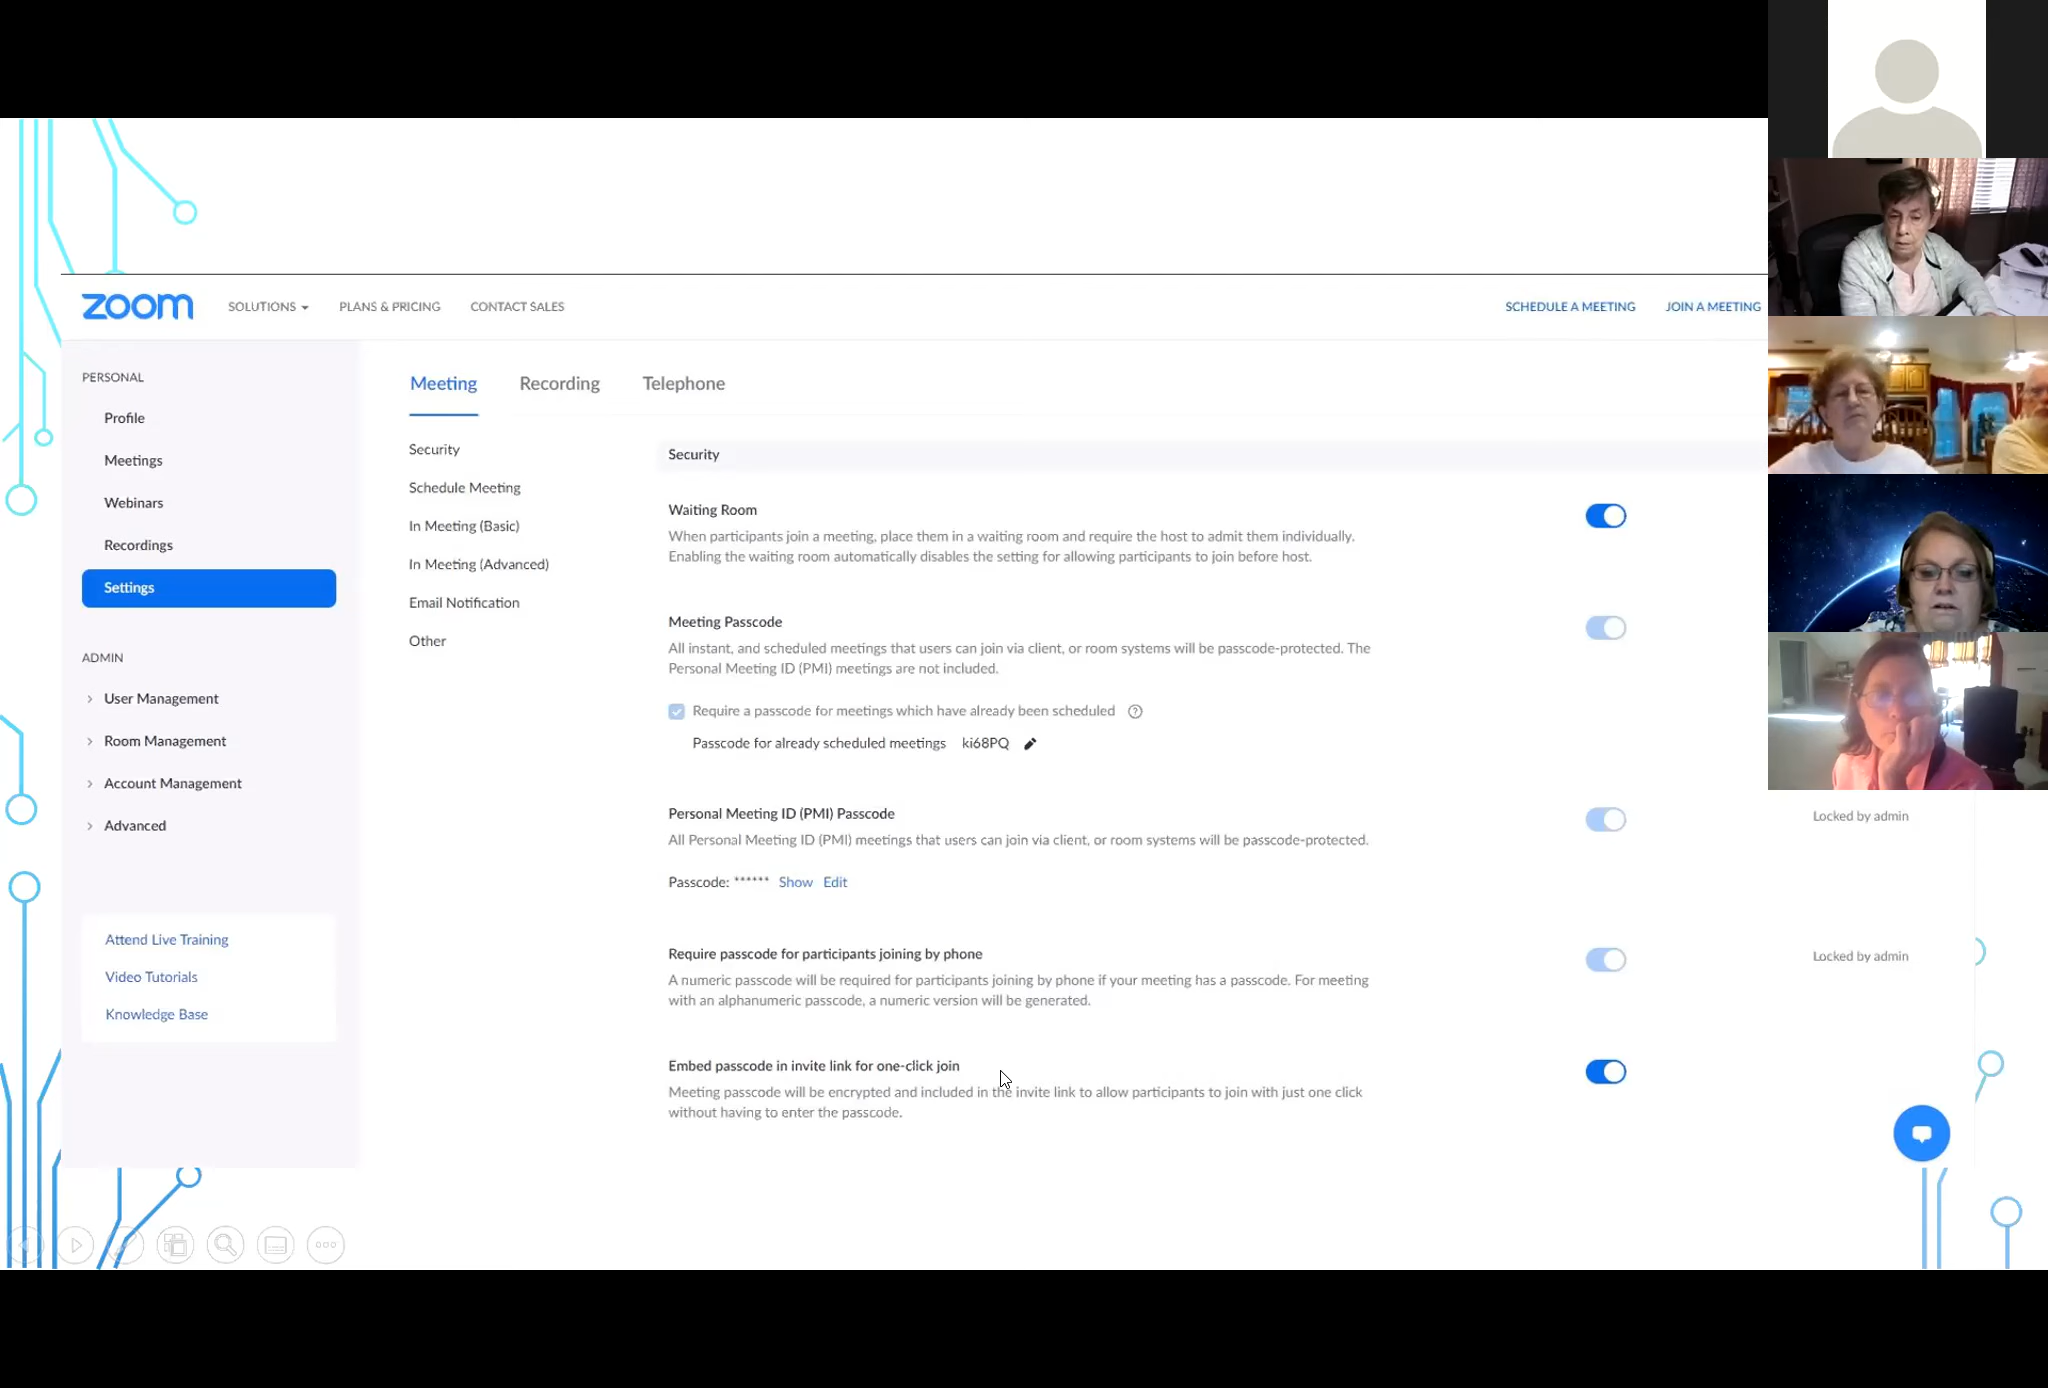 zoom
SOLUTIONS
PLANS & PRICING
CONTACT SALES
SCHEDULE A MEETING
JOIN A MEETING
PERSONAL
Profile
Meetings
Webinars
Recordings
Settings
ADMIN
User Management
Room Management
Account Management
Advanced
Attend Live Training
Video Tutorials
Knowledge Base
Meeting
Recording
Telephone
Security
Schedule Meeting
In Meeting (Basic)
In Meeting (Advanced)
Email Notification
Other
Security
Waiting Room
When participants join a meeting, place them in a waiting room and require the host to admit them individually.
Enabling the waiting room automatically disables the setting for allowing participants to join before host.
Meeting Passcode
All instant, and scheduled meetings that users can join via client, or room systems will be passcode-protected. The
Personal Meeting ID (PMI) meetings are not included.
Require a passcode for meetings which have already been scheduled
Passcode for already scheduled meetings ki68PQ
Personal Meeting ID (PMI) Passcode
Locked by admin
All Personal Meeting ID (PMI) meetings that users can join via client, or room systems will be passcode-protected.
Passcode: ****** Show Edit
Require passcode for participants joining by phone
Locked by admin
A numeric passcode will be required for participants joining by phone if your meeting has a passcode. For meeting
with an alphanumeric passcode, a numeric version will be generated.
Embed passcode in invite link for one-click join
Meeting passcode will be encrypted and included in the invite link to allow participants to join with just one click
without having to enter the passcode.